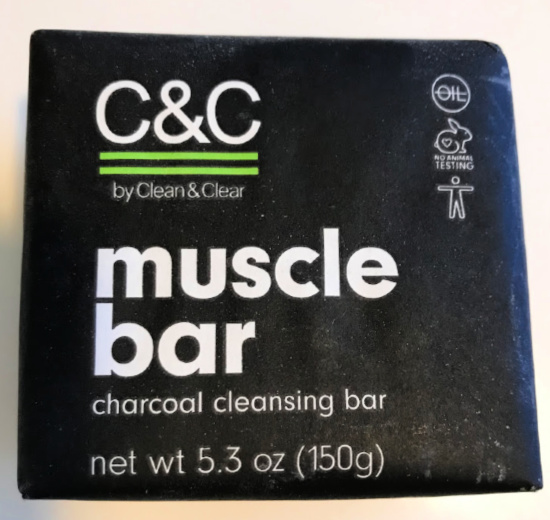 C&C
by Clean & Clear
OIL
NO ANIMAL
TESTING
muscle
bar
charcoal cleansing bar
net wt 5.3 oz (150g)